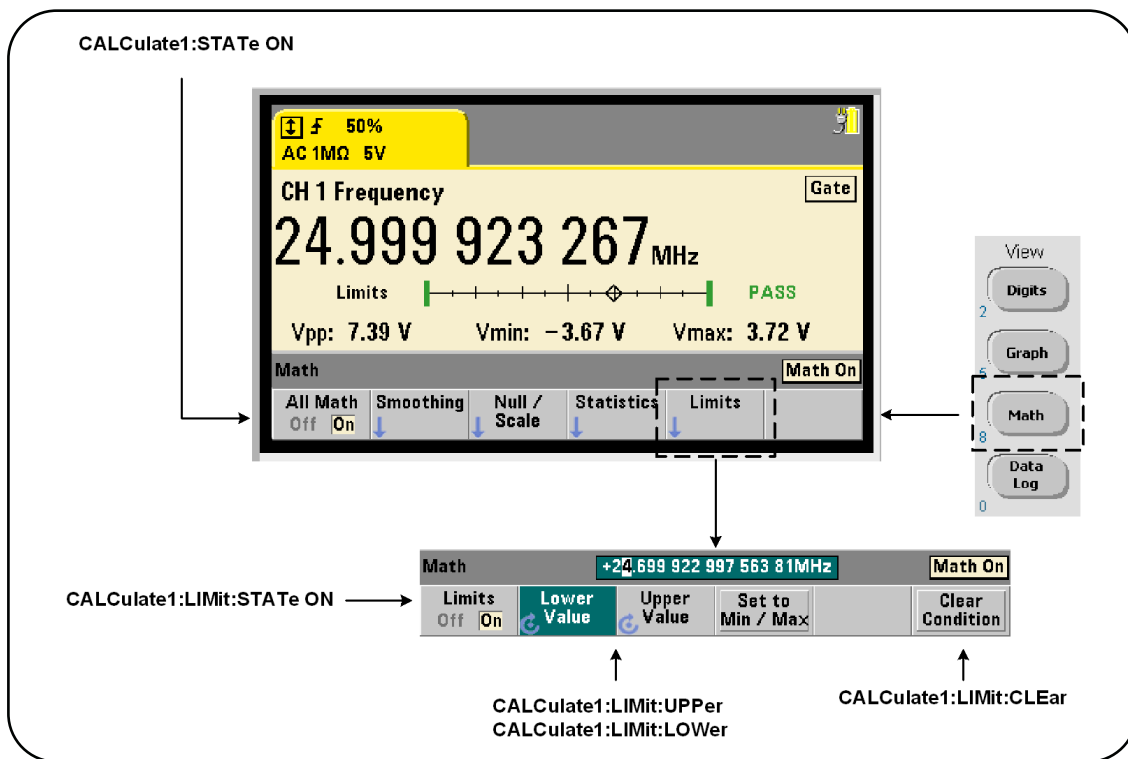 CALCulate1:STATe ON
50%
AC 1MΩ 5V
CH 1 Frequency
Gate
24.999 923 267 MHz
Limits
PASS
Vpp: 7.39 V Vmin: -3.67 V Vmax: 3.72 V
Math
Math On
All Math
Off On
Smoothing
Null /
Scale
Statistics
Limits
View
Digits
2
Graph
5
Math
8
Data
Log
0
Math
+24.699 922 997 563 81MHz
Math On
CALCulate1:LIMit:STATe ON
Limits
Off On
Lower
Value
Upper
Value
Set to
Min / Max
Clear
Condition
CALCulate1:LIMit:UPPer
CALCulate1:LIMit:LOWer
CALCulate1:LIMit:CLEar